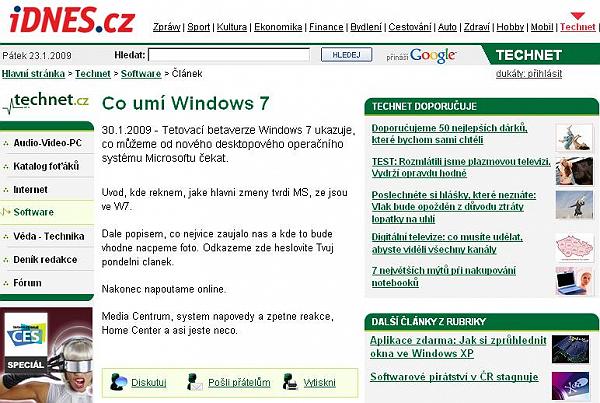 iDNES.cz
Zprávy | Sport | Kultura | Ekonomika | Finance | Bydlení | Cestování | Auto | Zdraví | Hobby | Mobil | Technet |
Pátek 23.1.2009
Hledat:
HLEDEJ
přináší Google
TECHNET
Hlavní stránka > Technet > Software > Článek
dukáty: přihlásit
technet.cz
Audio-Video-PC
Katalog foťáků
Internet
Software
Věda - Technika
Deník redakce
Fórum
CES
SPECIÁL
Co umí Windows 7
30.1.2009 - Tetovací betaverze Windows 7 ukazuje,
co můžeme od nového desktopového operačního
systému Microsoftu čekat.
Uvod, kde reknem, jake hlavni zmeny tvrdi MS, ze jsou
ve W7.
Dale popisem, co nejvice zaujalo nas a kde to bude
vhodne nacpeme foto. Odkazeme zde heslovite Tvuj
pondelni clanek.
Nakonec napoutame online.
Media Centrum, system napovedy a zpetne reakce,
Home Center a asi jeste neco.
Diskutuj
Pošli přátelům
Vytiskni
TECHNET DOPORUČUJE
Doporučujeme 50 nejlepších dárků,
které bychom sami chtěli
TEST: Rozmlátili jsme plazmovou televizi.
Vydrží opravdu hodně
Poslechněte si hlášky, které neznáte:
Vlak bude opožděn z důvodu ztráty
lopatky na uhlí
Digitální televize: co musíte udělat,
abyste viděli všechny kanály
7 největších mýtů při nakupování
notebooků
DALŠÍ ČLÁNKY Z RUBRIKY
Aplikace zdarma: Jak si zprůhlednit
okna ve Windows XP
Softwarové pirátství v ČR stagnuje